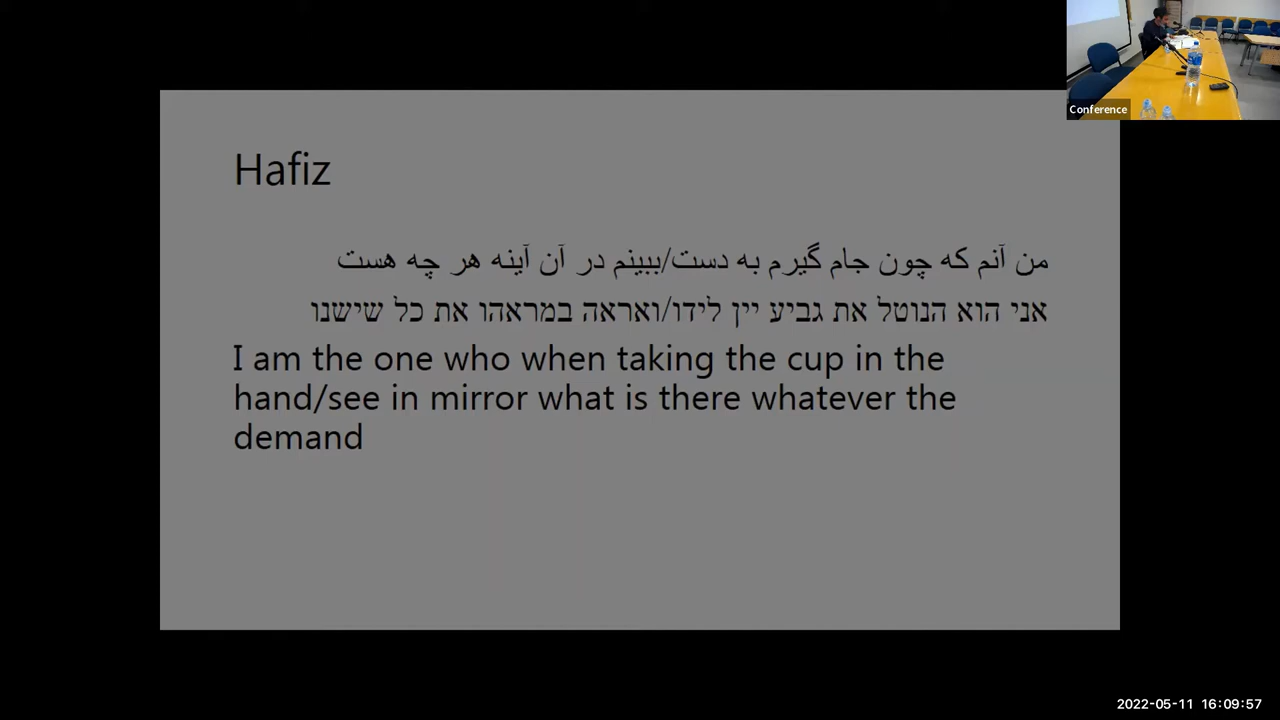 Conference
Hafiz
من آنم که چون جام گیرم به دست/ببینم در آن آینه هر چه هست
אני הוא הנוטל את גביע יין לידו/ואראה במראהו את כל שישנו
I am the one who when taking the cup in the
hand/see in mirror what is there whatever the
demand
2022-05-11 16:09:57